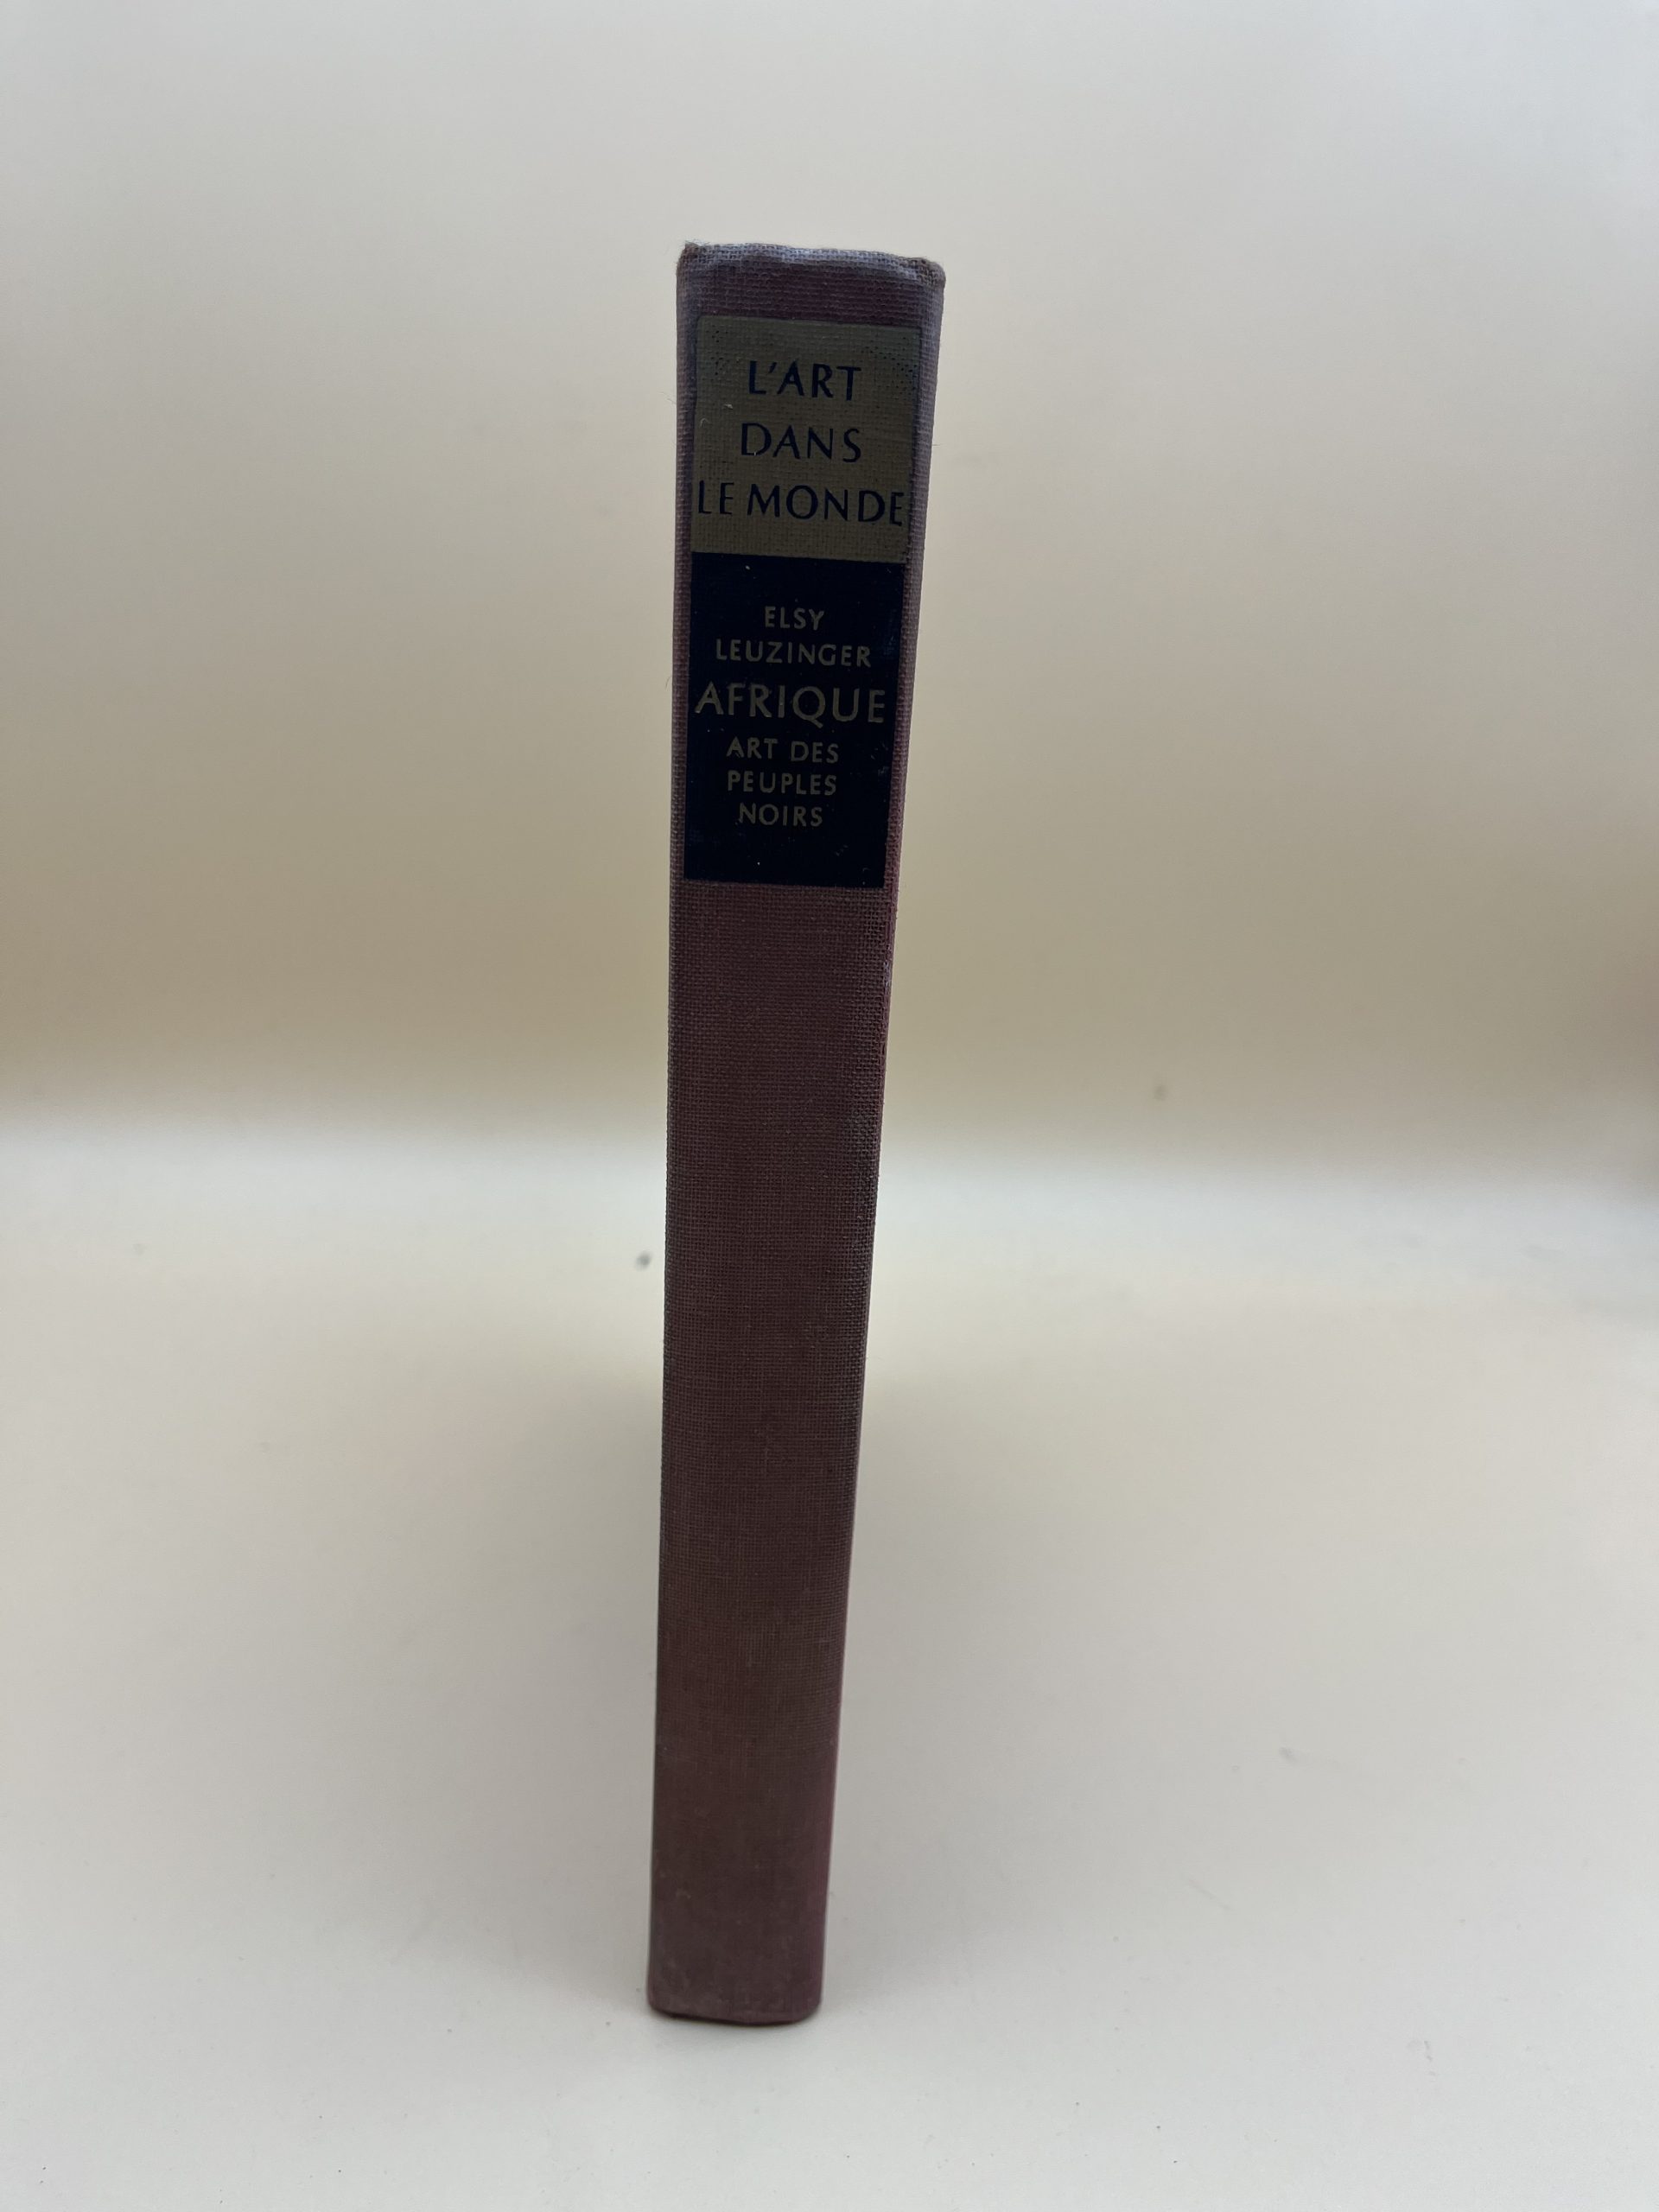 L'ART
DANS
LE MONDE
ELSY
LEUZINGER
AFRIQUE
ART DES
PEUPLES
NOIRS